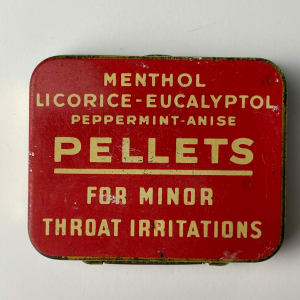 MENTHOL
LICORICE-EUCALYPTOL
PEPPERMINT-ANISE
PELLETS
FOR MINOR
THROAT IRRITATIONS